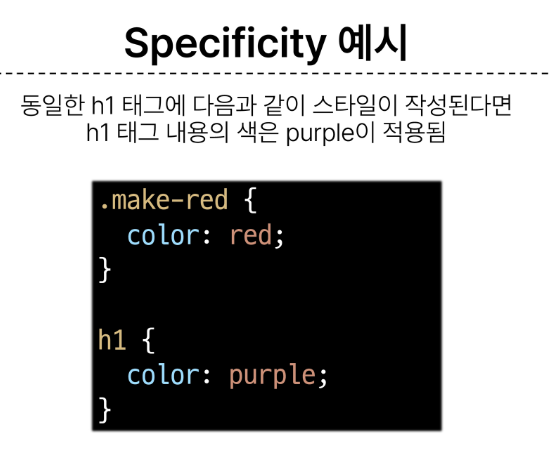 Specificity 예시
동일한 h1 태그에 다음과 같이 스타일이 작성된다면
h1 태그 내용의 색은 purple이 적용됨
.make-red {
  color: red;
}
h1 {
  color: purple;
}